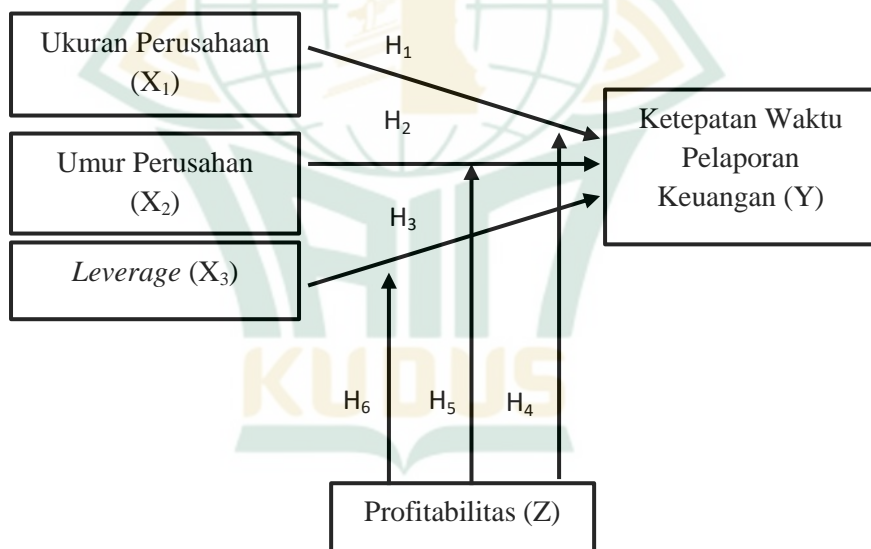 Ukuran Perusahaan
(X₁)
H₁
Ketepatan Waktu
Pelaporan
Keuangan (Y)
H₂
Umur Perusahan
(X₂)
H₃
Leverage (X₃)
KUDUS
H₆
H₅
H₄
Profitabilitas (Z)